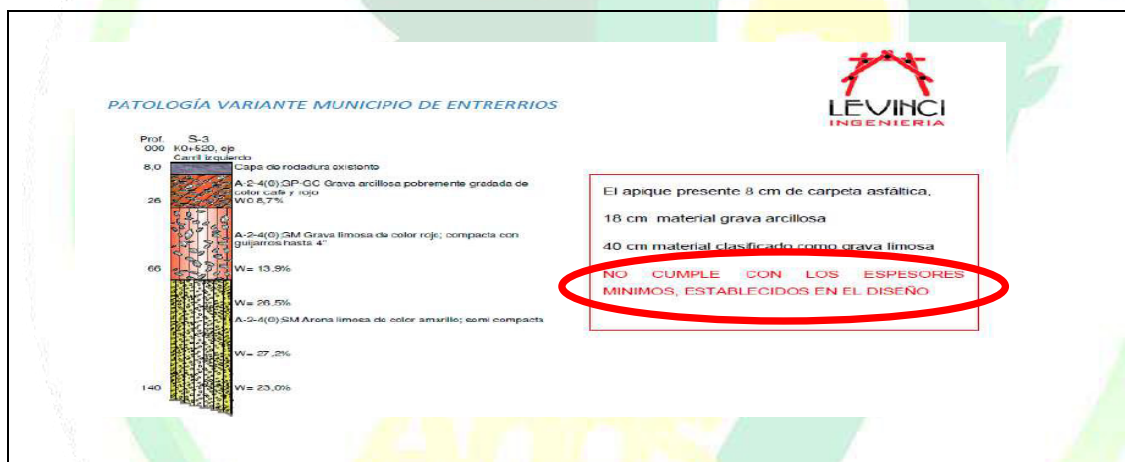 LEVINCI
INGENIERIA
PATOLOGÍA VARIANTE MUNICIPIO DE ENTRERRIOS
Prof. S-3
000 K0+520, eje
Carril izquierdo
8,0 Capa de rodadura existente
A-2-4(0);GP-GC Grava arcillosa pobremente gradada de
color café y rojo
26 W0 8,7%
A-2-4(0);GM Grava limosa de color rojo; compacta con
guijarros hasta 4"
66 W= 13,9%
W= 26,5%
A-2-4(0);SM Arena limosa de color amarillo; semi compacta
W= 27,2%
140 W= 23,0%
El apique presente 8 cm de carpeta asfáltica,
18 cm material grava arcillosa
40 cm material clasificado como grava limosa
NO CUMPLE CON LOS ESPESORES
MINIMOS, ESTABLECIDOS EN EL DISEÑO